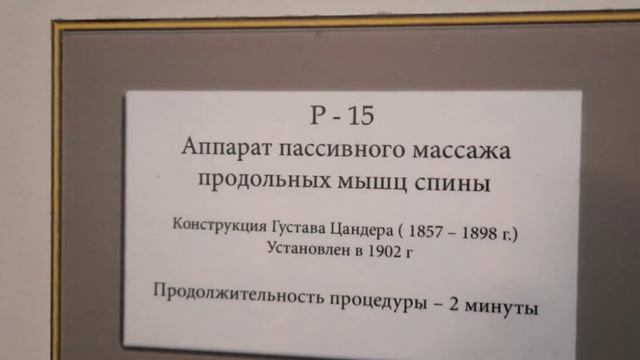 Р - 15
Аппарат пассивного массажа
продольных мышц спины
Конструкция Густава Цандера ( 1857 – 1898 г.)
Установлен в 1902 г
Продолжительность процедуры – 2 минуты